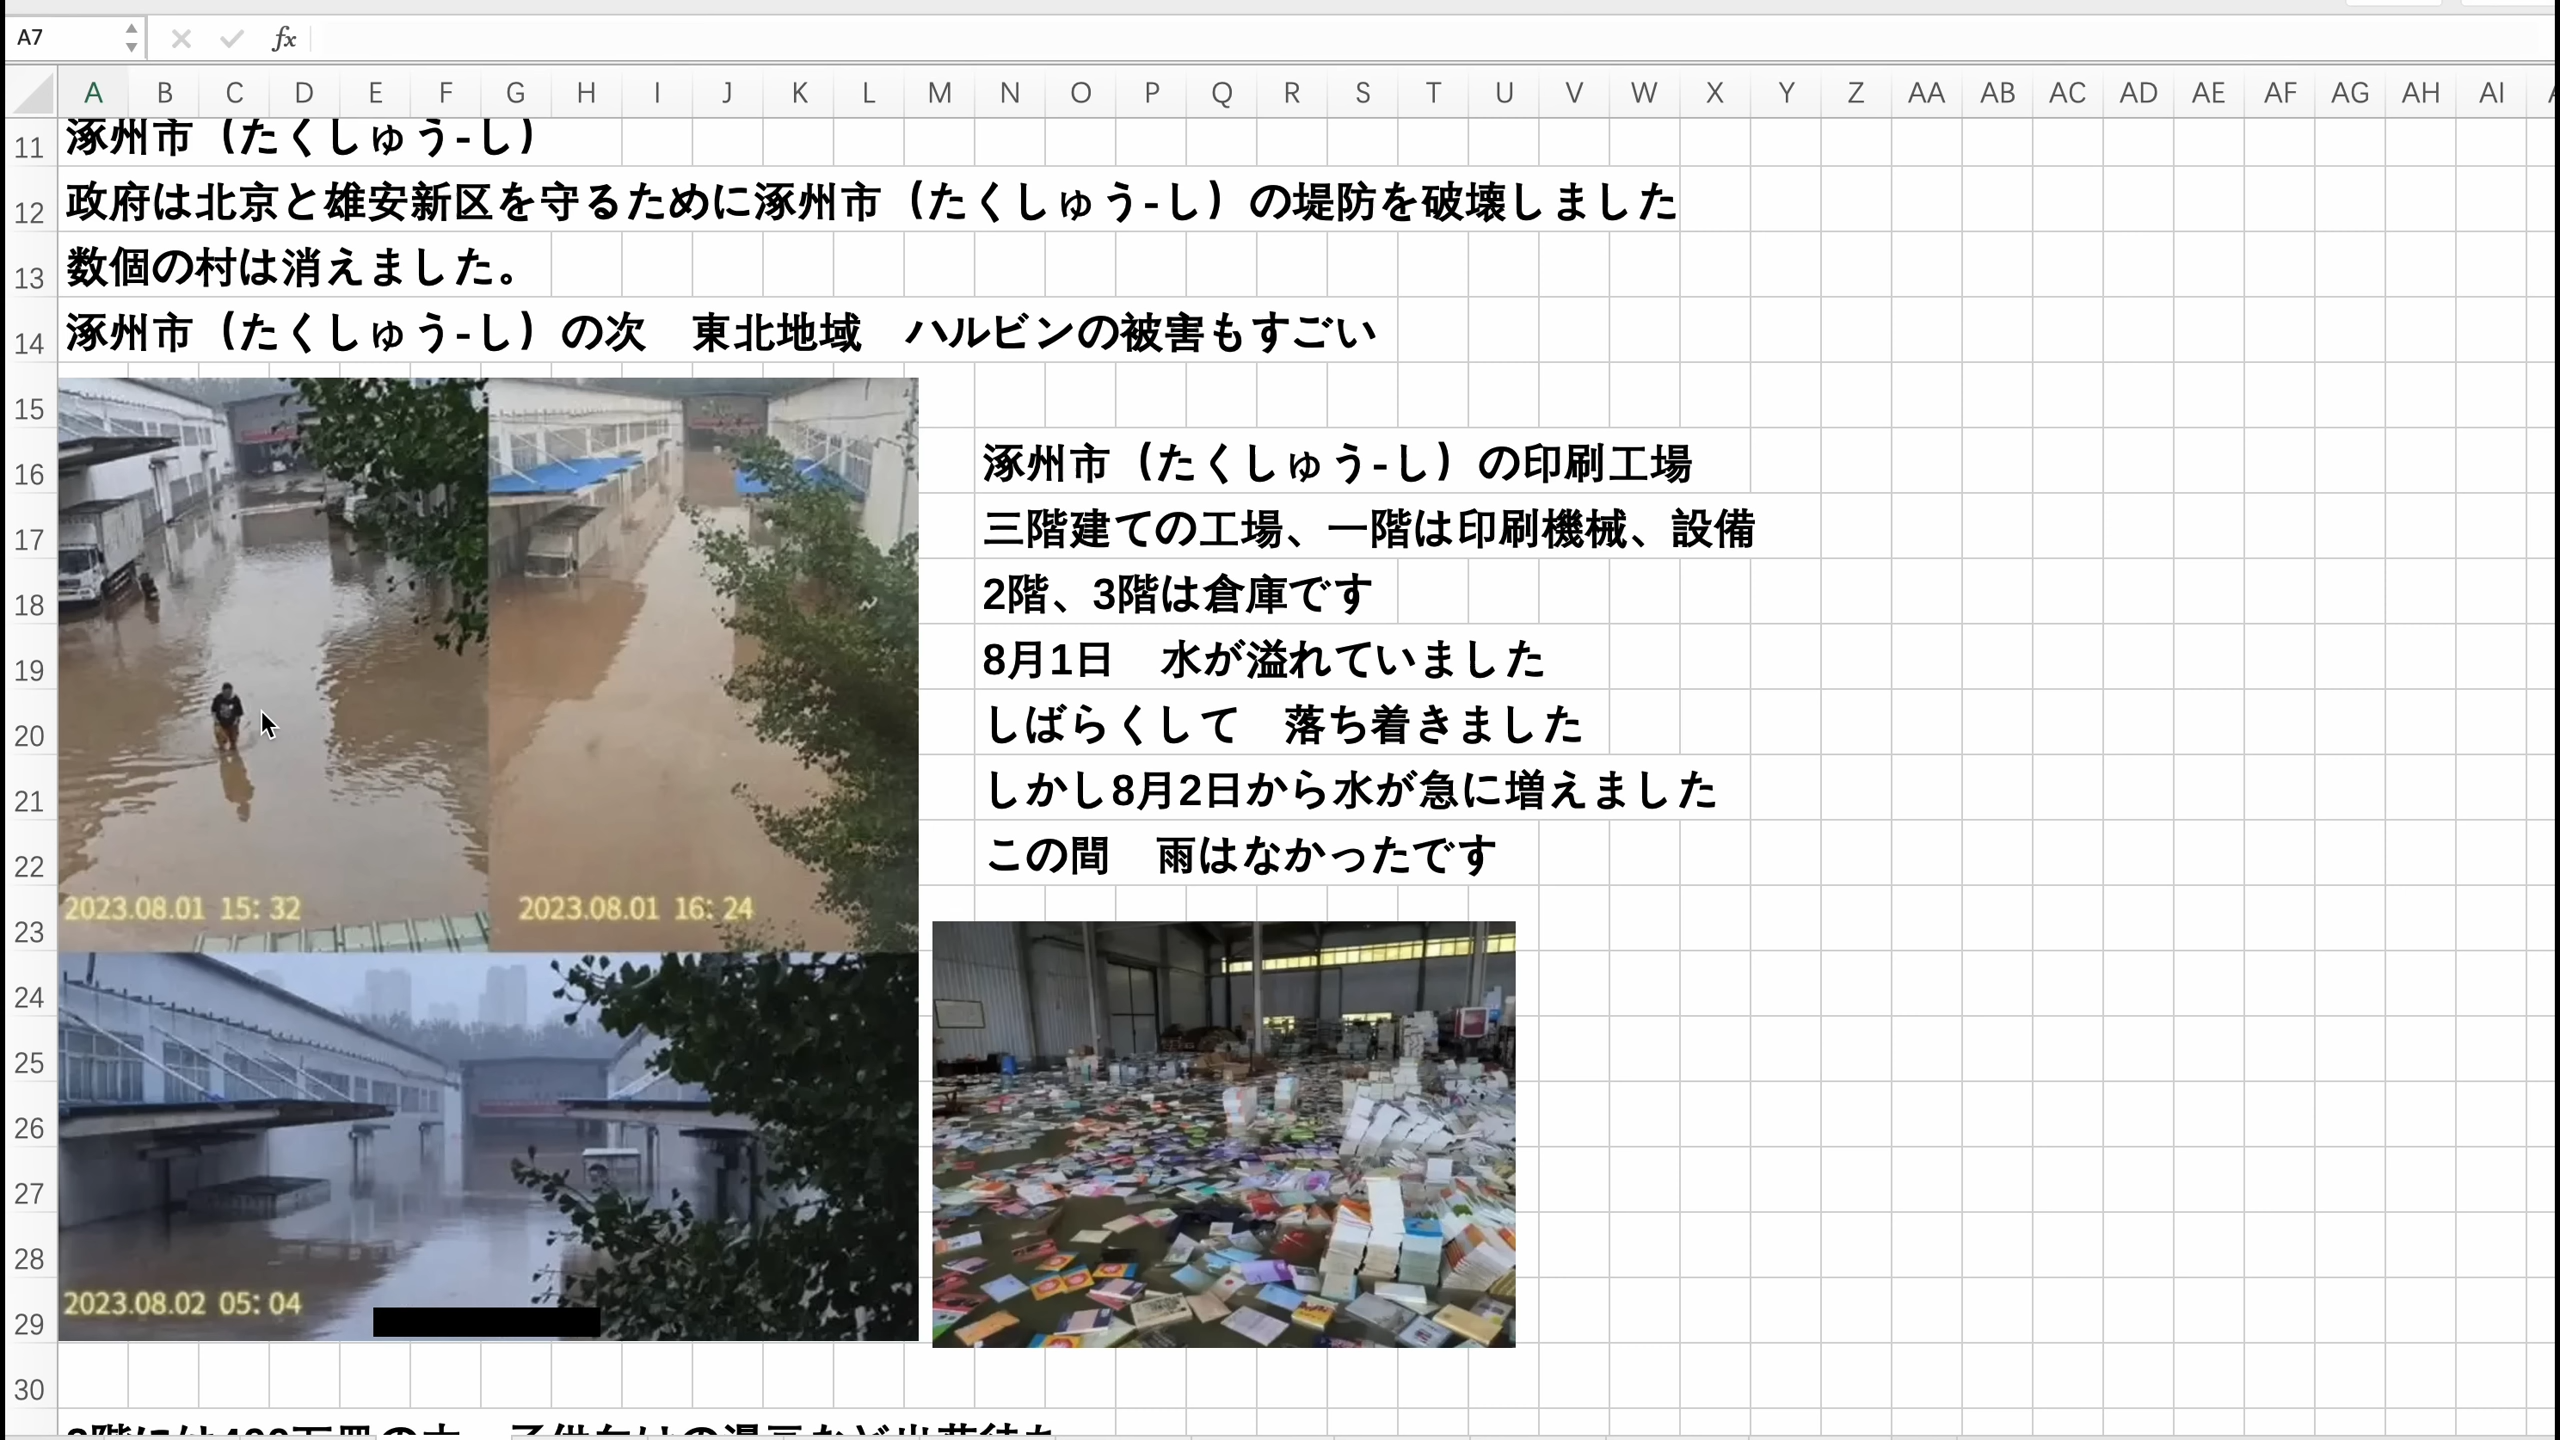 A7
fx
A B C D E F G H I J K L M N O P Q R S T U V W X Y Z AA AB AC AD AE AF AG AH AI
11 涿州市（たくしゅう-し）
12 政府は北京と雄安新区を守るために涿州市（たくしゅう-し）の堤防を破壊しました
13 数個の村は消えました。
14 涿州市（たくしゅう-し）の次　東北地域　ハルビンの被害もすごい
15
16 涿州市（たくしゅう-し）の印刷工場
17 三階建ての工場、一階は印刷機械、設備
18 2階、3階は倉庫です
19 8月1日　水が溢れていました
20 しばらくして　落ち着きました
21 しかし8月2日から水が急に増えました
22 この間　雨はなかったです
2023.08.01 15:32
2023.08.01 16:24
23
24
25
26
27
28
2023.08.02 05:04
29
30